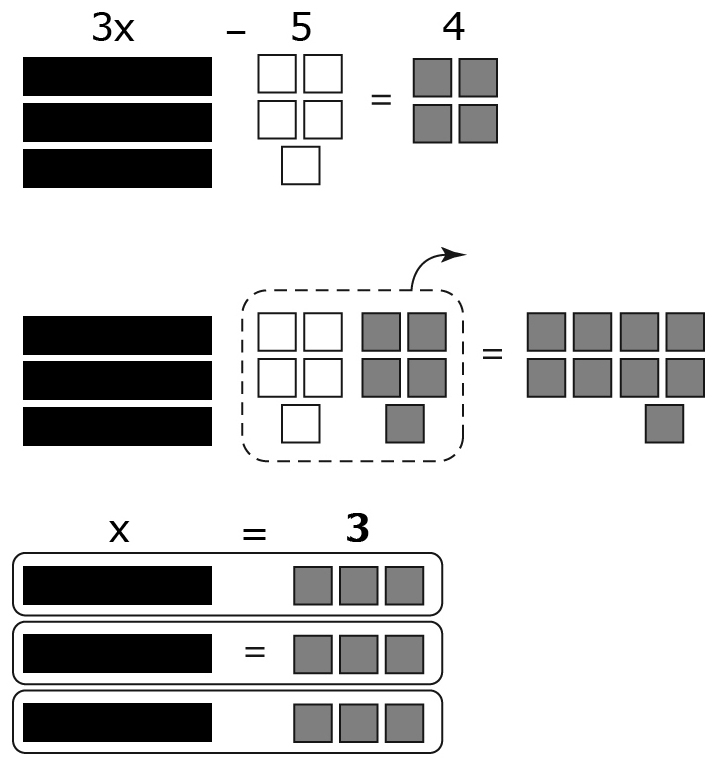 3x – 5 = 4
=
x = 3
=